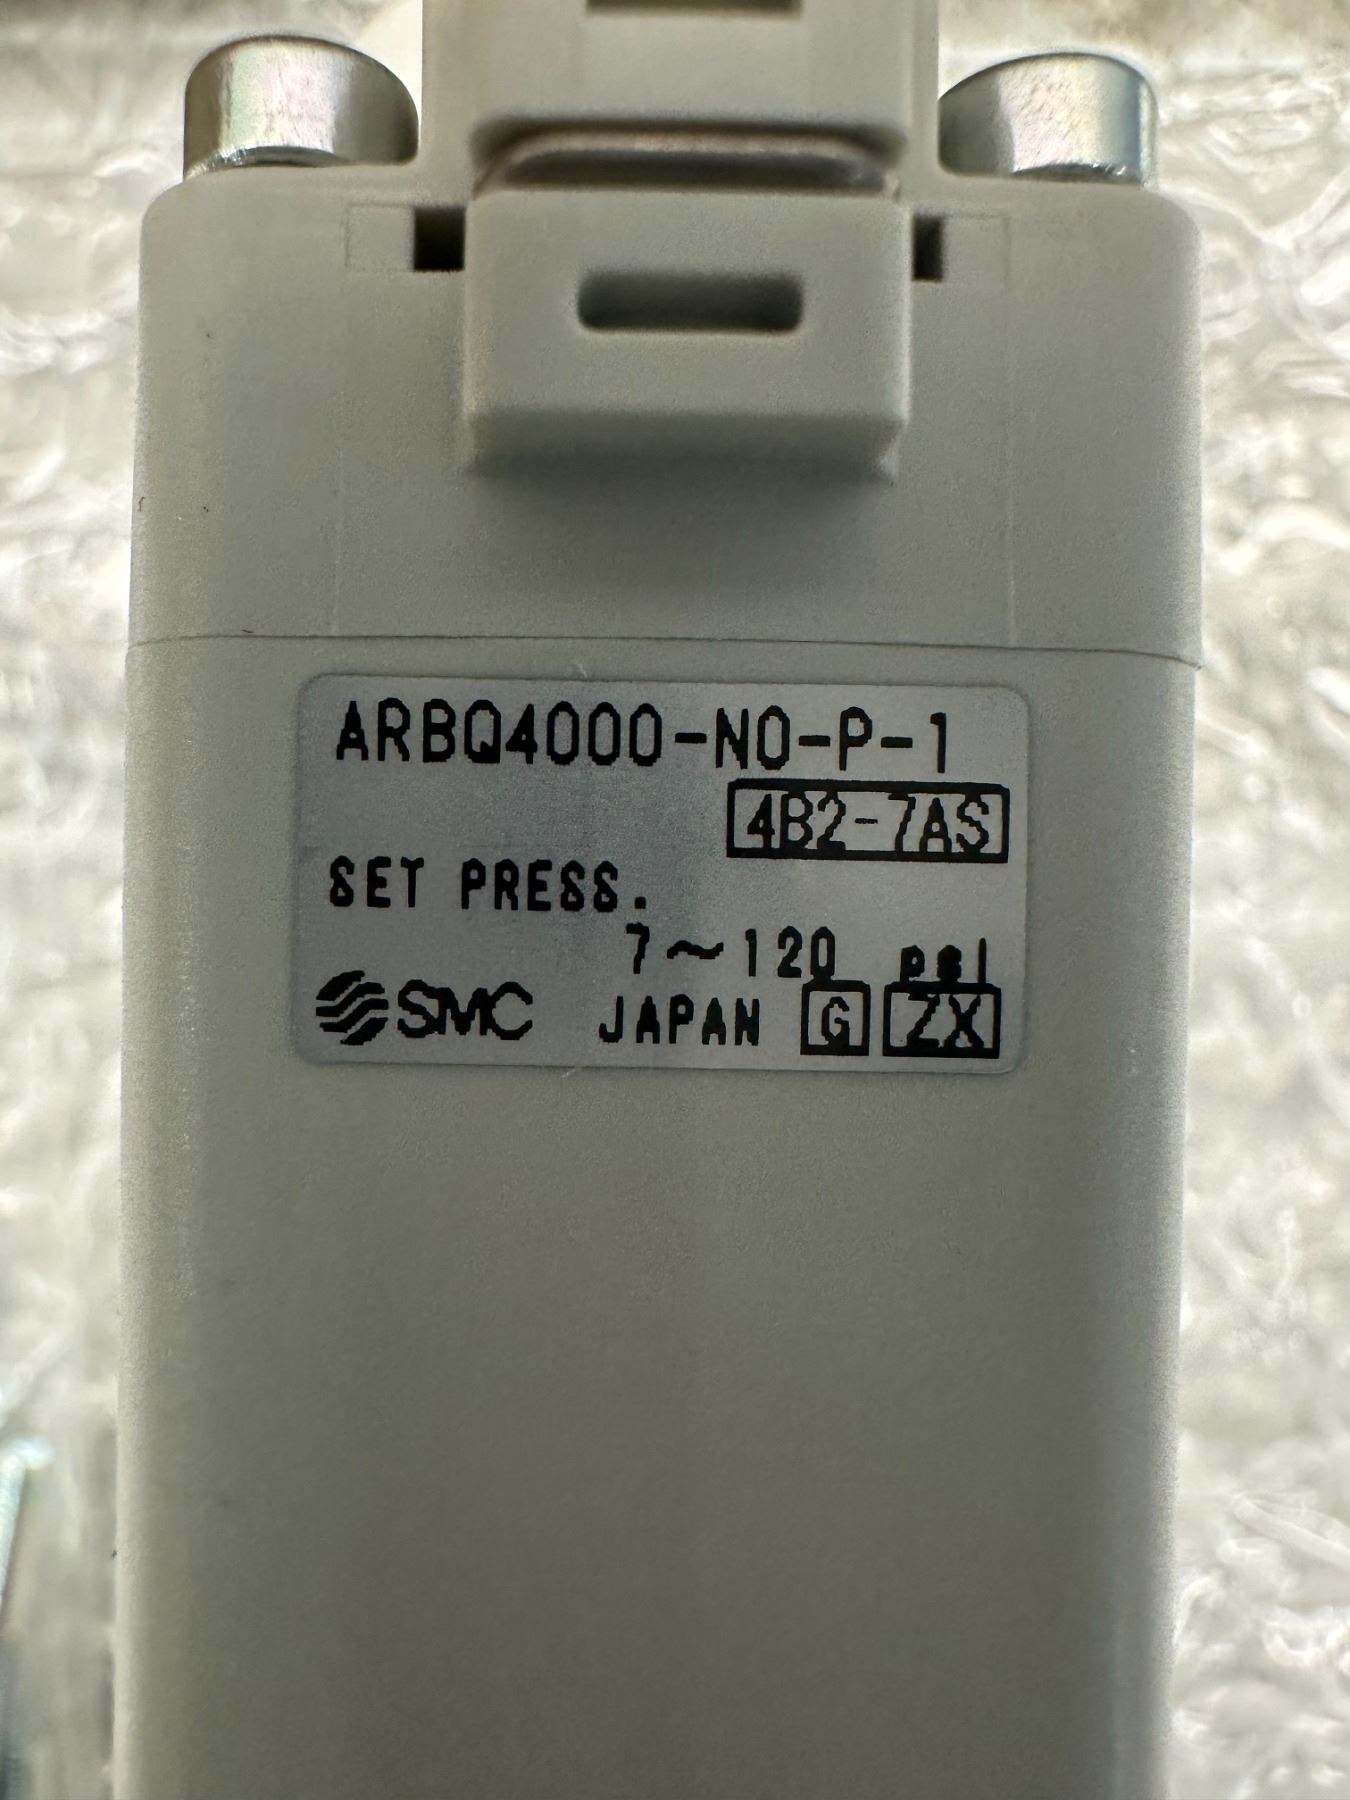 ARBQ4000-N0-P-1
4B2-7AS
SET PRESS.
7～120 psi
SMC JAPAN G ZX